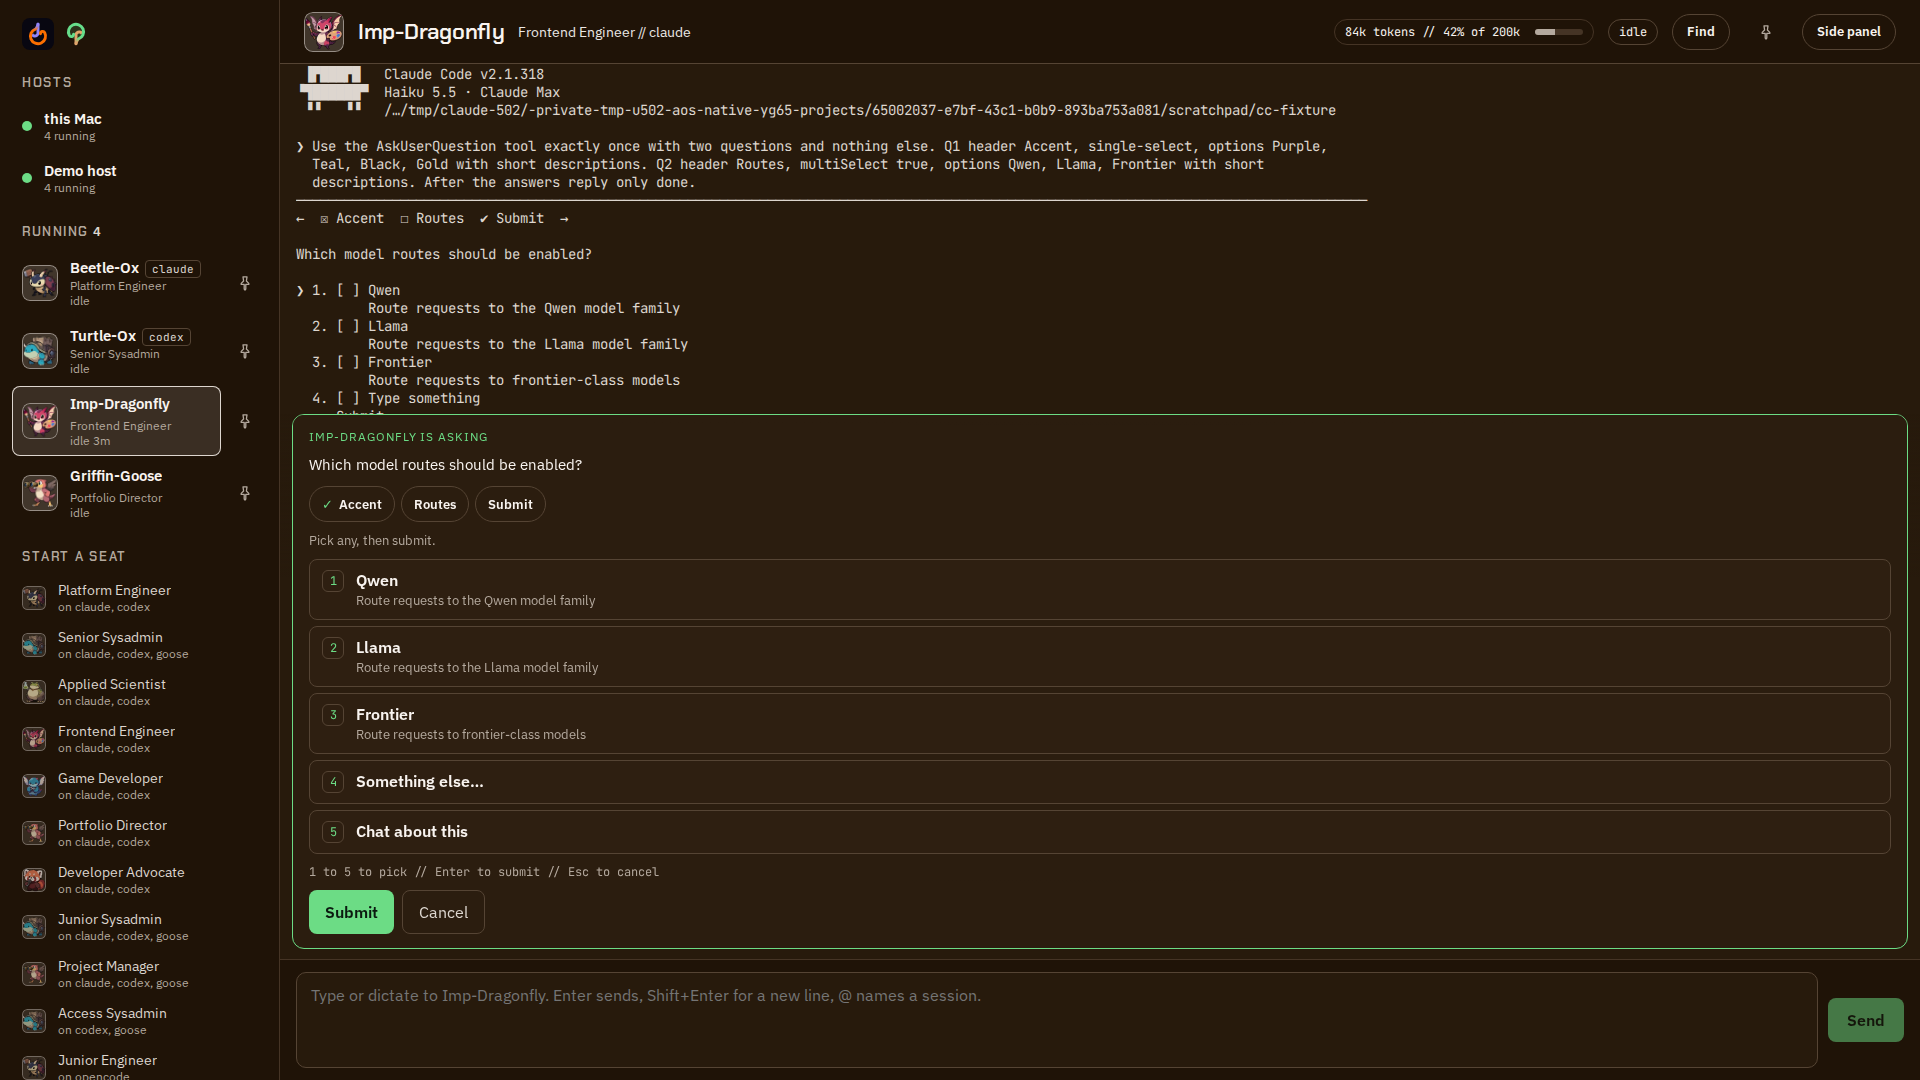 HOSTS
this Mac
4 running
Demo host
4 running
RUNNING 4
Beetle-Ox claude
Platform Engineer
idle
Turtle-Ox codex
Senior Sysadmin
idle
Imp-Dragonfly
Frontend Engineer
idle 3m
Griffin-Goose
Portfolio Director
idle
START A SEAT
Platform Engineer
on claude, codex
Senior Sysadmin
on claude, codex, goose
Applied Scientist
on claude, codex
Frontend Engineer
on claude, codex
Game Developer
on claude, codex
Portfolio Director
on claude, codex
Developer Advocate
on claude, codex
Junior Sysadmin
on claude, codex, goose
Project Manager
on claude, codex, goose
Access Sysadmin
on codex, goose
Junior Engineer
on opencode
Imp-Dragonfly Frontend Engineer // claude
84k tokens // 42% of 200k idle Find Side panel
Claude Code v2.1.318
Haiku 5.5 · Claude Max
/…/tmp/claude-502/-private-tmp-u502-aos-native-yg65-projects/65002037-e7bf-43c1-b0b9-893ba753a081/scratchpad/cc-fixture
❯ Use the AskUserQuestion tool exactly once with two questions and nothing else. Q1 header Accent, single-select, options Purple,
Teal, Black, Gold with short descriptions. Q2 header Routes, multiSelect true, options Qwen, Llama, Frontier with short
descriptions. After the answers reply only done.
← ☒ Accent ☐ Routes ✔ Submit →
Which model routes should be enabled?
❯ 1. [ ] Qwen
Route requests to the Qwen model family
2. [ ] Llama
Route requests to the Llama model family
3. [ ] Frontier
Route requests to frontier-class models
4. [ ] Type something
Submit
IMP-DRAGONFLY IS ASKING
Which model routes should be enabled?
✓ Accent Routes Submit
Pick any, then submit.
1 Qwen
Route requests to the Qwen model family
2 Llama
Route requests to the Llama model family
3 Frontier
Route requests to frontier-class models
4 Something else…
5 Chat about this
1 to 5 to pick // Enter to submit // Esc to cancel
Submit Cancel
Type or dictate to Imp-Dragonfly. Enter sends, Shift+Enter for a new line, @ names a session.
Send